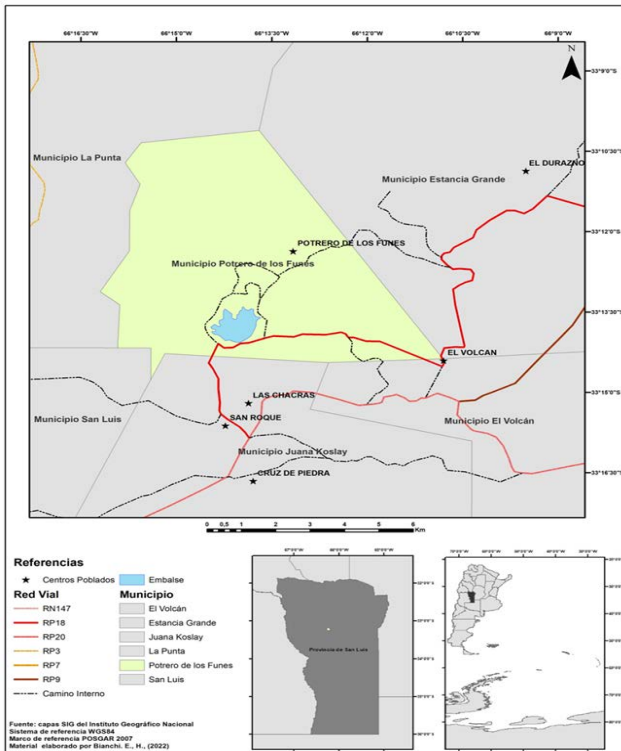 66°16'30"W 66°15'0"W 66°13'30"W 66°12'0"W 66°10'30"W 66°9'0"W
N
33°9'0"S
33°10'30"S
33°12'0"S
33°13'30"S
33°15'0"S
33°16'30"S
Municipio La Punta
EL DURAZNO
Municipio Estancia Grande
POTRERO DE LOS FUNES
Municipio Potrero de los Funes
EL VOLCAN
LAS CHACRAS
Municipio San Luis
SAN ROQUE
Municipio El Volcán
Municipio Juana Koslay
CRUZ DE PIEDRA
0 0,5 1 2 3 4 5 6
Km
Referencias
Centros Poblados
Embalse
Red Vial
RN147
RP18
RP20
RP3
RP7
RP9
Camino Interno
Municipio
El Volcán
Estancia Grande
Juana Koslay
La Punta
Potrero de los Funes
San Luis
Provincia de San Luis
Fuente: capas SIG del Instituto Geográfico Nacional
Sistema de referencia WGS84
Marco de referencia POSGAR 2007
Material elaborado por Bianchi. E., H., (2022)